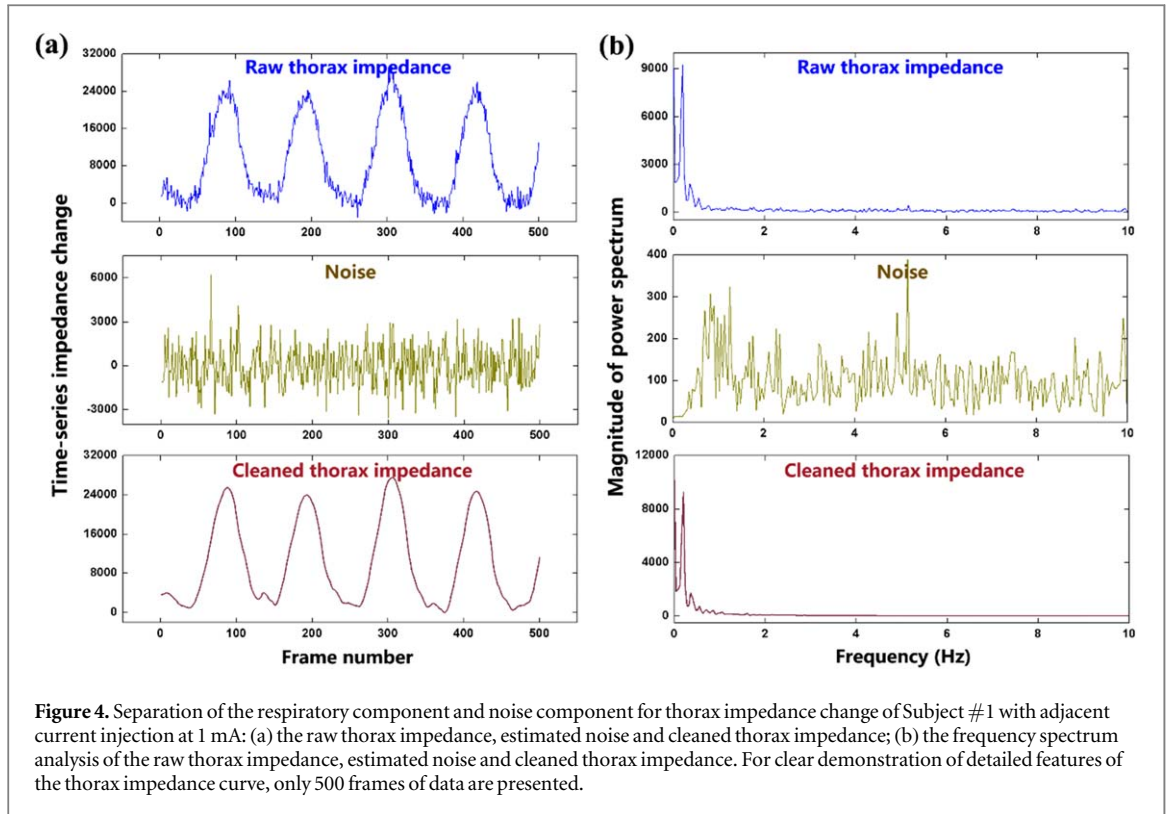 (a)
Time-series impedance change
Raw thorax impedance
32000
24000
16000
8000
0
0 100 200 300 400 500
Noise
6000
3000
0
-3000
0 100 200 300 400 500
Cleaned thorax impedance
32000
24000
16000
8000
0
0 100 200 300 400 500
Frame number
(b)
Magnitude of power spectrum
Raw thorax impedance
9000
6000
3000
0
0 2 4 6 8 10
Noise
400
300
200
100
0
0 2 4 6 8 10
Cleaned thorax impedance
12000
8000
4000
0
0 2 4 6 8 10
Frequency (Hz)
Figure 4. Separation of the respiratory component and noise component for thorax impedance change of Subject #1 with adjacent
current injection at 1 mA: (a) the raw thorax impedance, estimated noise and cleaned thorax impedance; (b) the frequency spectrum
analysis of the raw thorax impedance, estimated noise and cleaned thorax impedance. For clear demonstration of detailed features of
the thorax impedance curve, only 500 frames of data are presented.